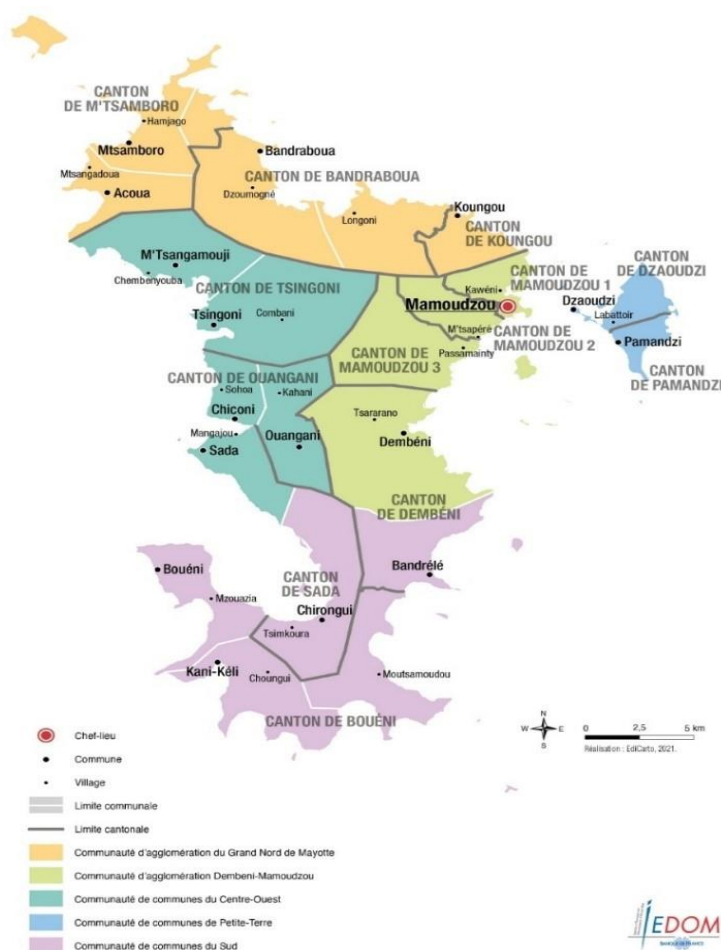 CANTON
DE M'TSAMBORO
Hamjago
Mtsamboro
Mtsangadoua
Acoua
Bandraboua
CANTON DE BANDRABOUA
Dzoumogné
Longoni
Koungou
CANTON
DE KOUNGOU
M'Tsangamouji
Chembenyouba
CANTON DE TSINGONI
Tsingoni
Combani
CANTON DE
MAMOUDZOU 1
Kawéni
Mamoudzou
M'tsapéré
CANTON DE
MAMOUDZOU 2
Passamainty
CANTON DE
MAMOUDZOU 3
CANTON
DE DZAOUDZI
Dzaoudzi
Labattoir
Pamandzi
CANTON
DE PAMANDZI
CANTON DE OUANGANI
Sohoa
Kahani
Chiconi
Mangajou
Ouangani
Sada
Tsararano
Dembéni
CANTON
DE DEMBÉNI
Bandrélé
Bouéni
Mzouazia
CANTON
DE SADA
Chirongui
Tsimkoura
Kani-Kéli
Choungui
Moutsamoudou
CANTON DE BOUÉNI
N
W E
S
0 2,5 5 km
Réalisation : EdiCarto, 2021.
Chef-lieu
Commune
Village
Limite communale
Limite cantonale
Communauté d'agglomération du Grand Nord de Mayotte
Communauté d'agglomération Dembeni-Mamoudzou
Communauté de communes du Centre-Ouest
Communauté de communes de Petite-Terre
Communauté de communes du Sud
IEDOM
BANQUE DE FRANCE